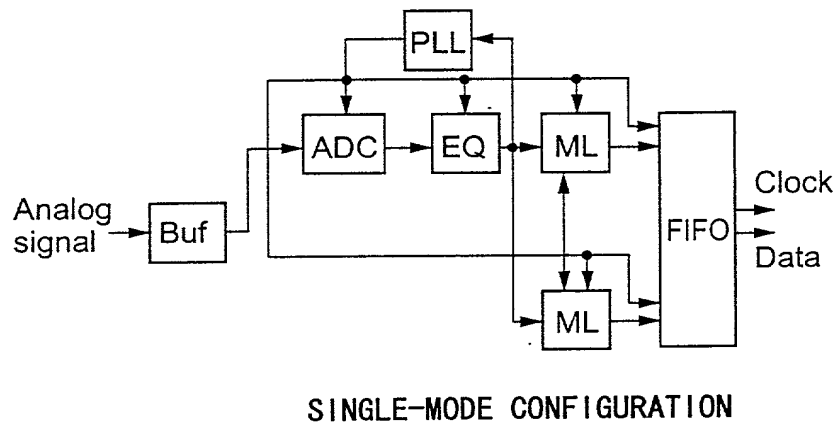 PLL
ADC
EQ
ML
Analog
signal
Buf
FIFO
Clock
Data
ML
SINGLE-MODE CONFIGURATION